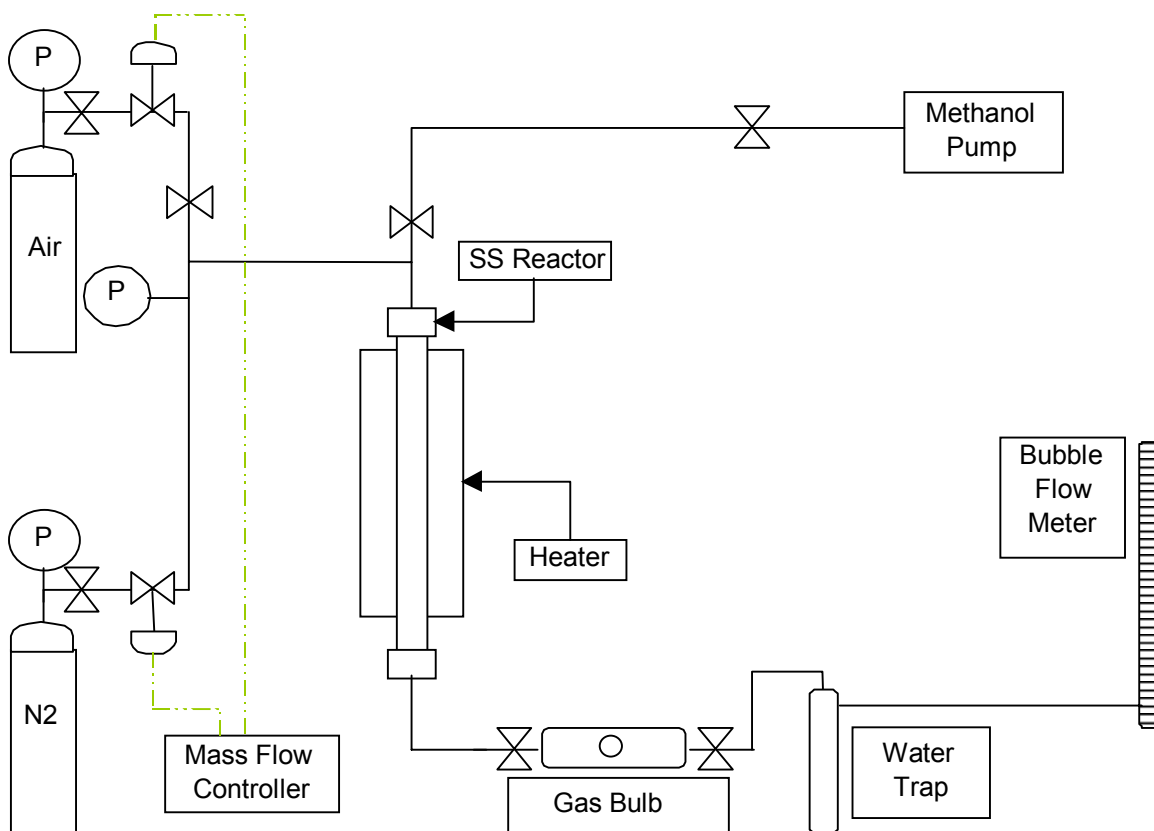 P
Methanol
Pump
Air
SS Reactor
P
Bubble
Flow
Meter
P
Heater
N2
Mass Flow
Controller
Water
Trap
Gas Bulb